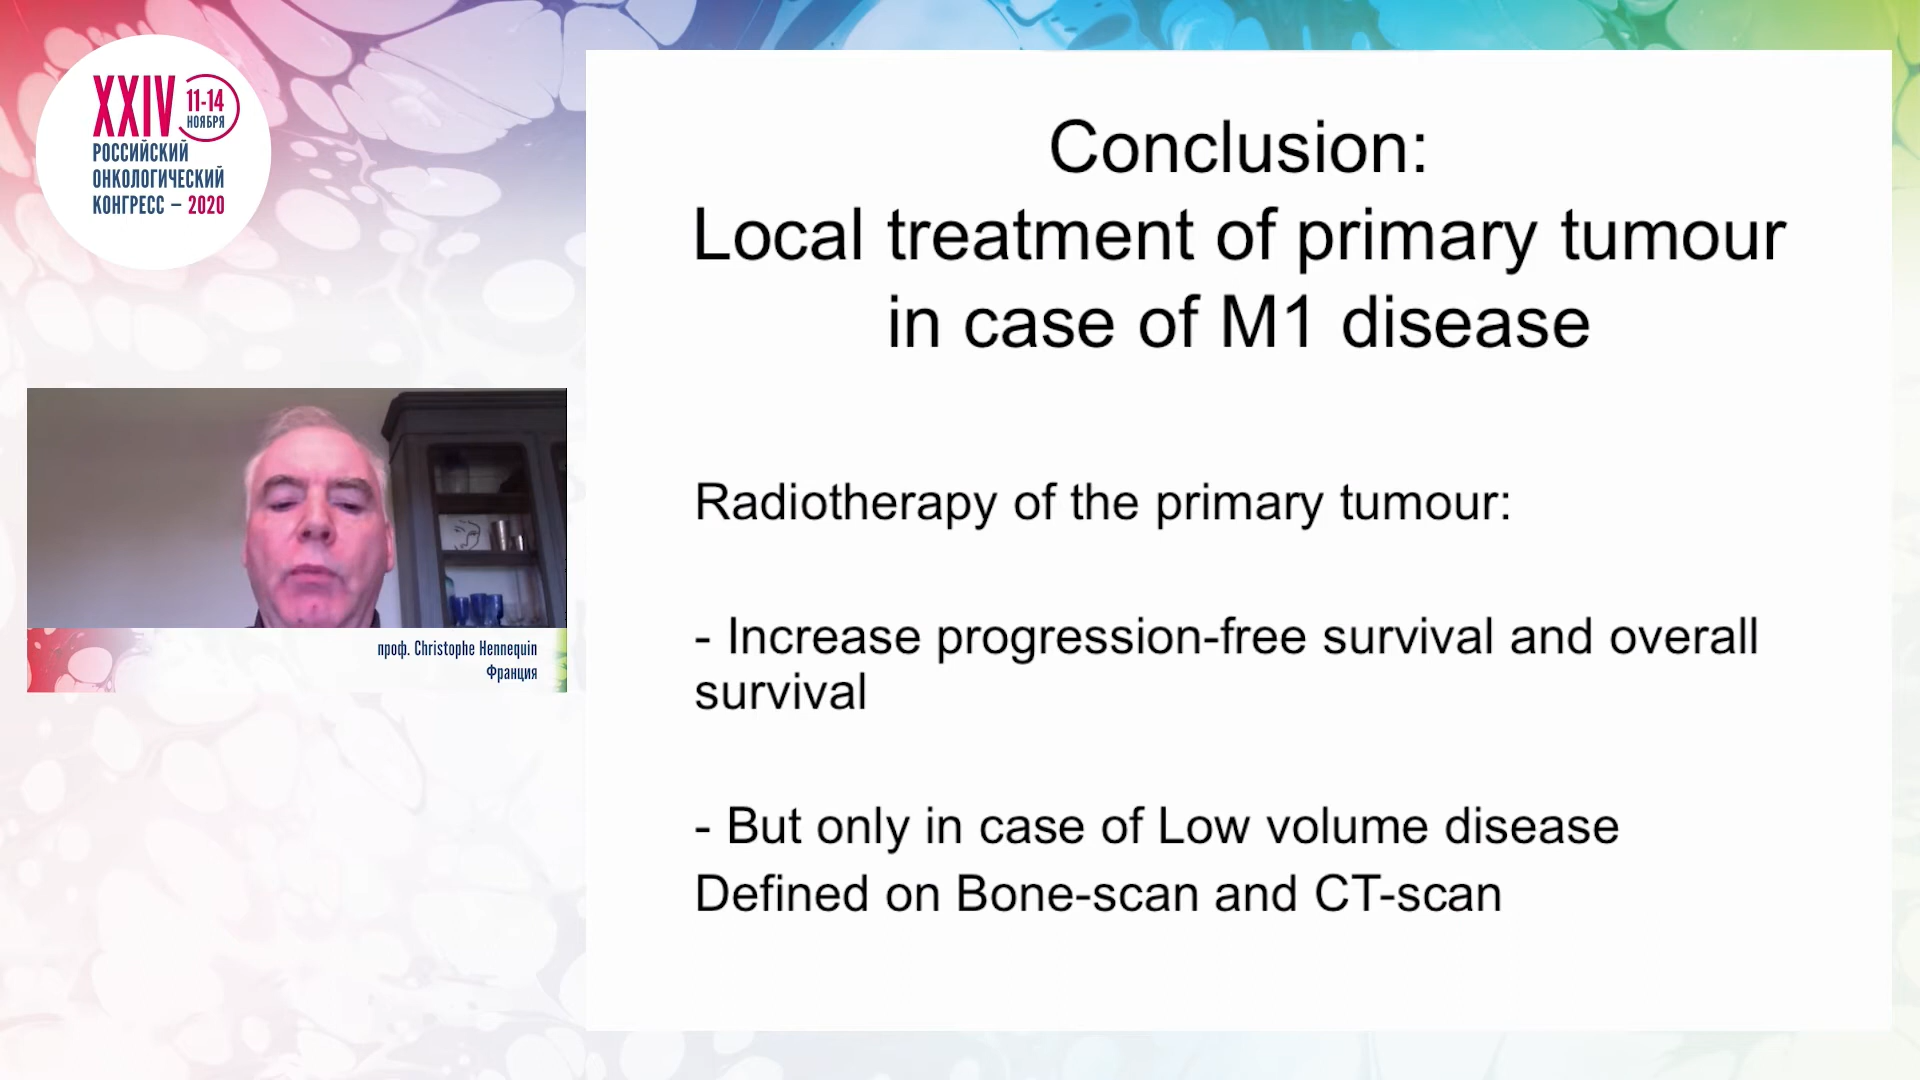 XXIV 11-14
НОЯБРЯ
РОССИЙСКИЙ
ОНКОЛОГИЧЕСКИЙ
КОНГРЕСС – 2020
проф. Christophe Hennequin
Франция
Conclusion:
Local treatment of primary tumour
in case of M1 disease
Radiotherapy of the primary tumour:
- Increase progression-free survival and overall
survival
- But only in case of Low volume disease
Defined on Bone-scan and CT-scan